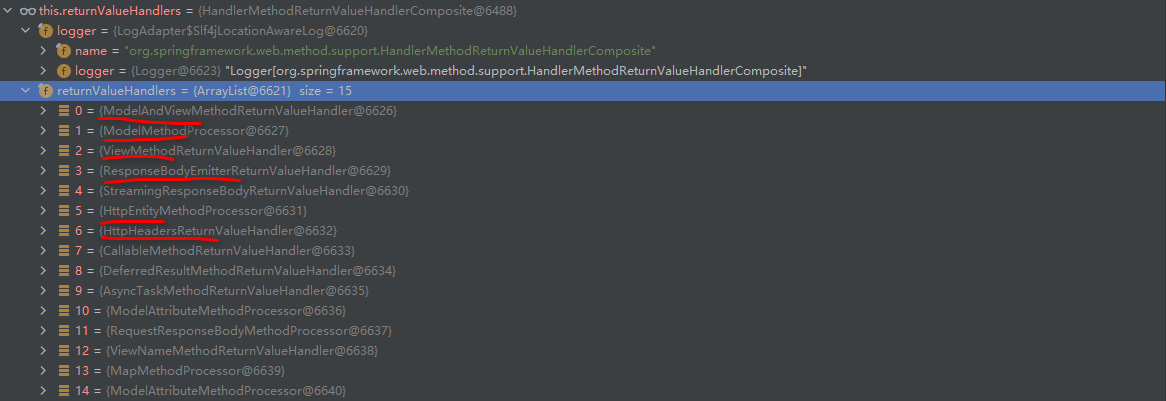 this.returnValueHandlers = {HandlerMethodReturnValueHandlerComposite@6488}
logger = {LogAdapter$Slf4jLocationAwareLog@6620}
name = "org.springframework.web.method.support.HandlerMethodReturnValueHandlerComposite"
logger = {Logger@6623} "Logger[org.springframework.web.method.support.HandlerMethodReturnValueHandlerComposite]"
returnValueHandlers = {ArrayList@6621} size = 15
0 = {ModelAndViewMethodReturnValueHandler@6626}
1 = {ModelMethodProcessor@6627}
2 = {ViewMethodReturnValueHandler@6628}
3 = {ResponseBodyEmitterReturnValueHandler@6629}
4 = {StreamingResponseBodyReturnValueHandler@6630}
5 = {HttpEntityMethodProcessor@6631}
6 = {HttpHeadersReturnValueHandler@6632}
7 = {CallableMethodReturnValueHandler@6633}
8 = {DeferredResultMethodReturnValueHandler@6634}
9 = {AsyncTaskMethodReturnValueHandler@6635}
10 = {ModelAttributeMethodProcessor@6636}
11 = {RequestResponseBodyMethodProcessor@6637}
12 = {ViewNameMethodReturnValueHandler@6638}
13 = {MapMethodProcessor@6639}
14 = {ModelAttributeMethodProcessor@6640}